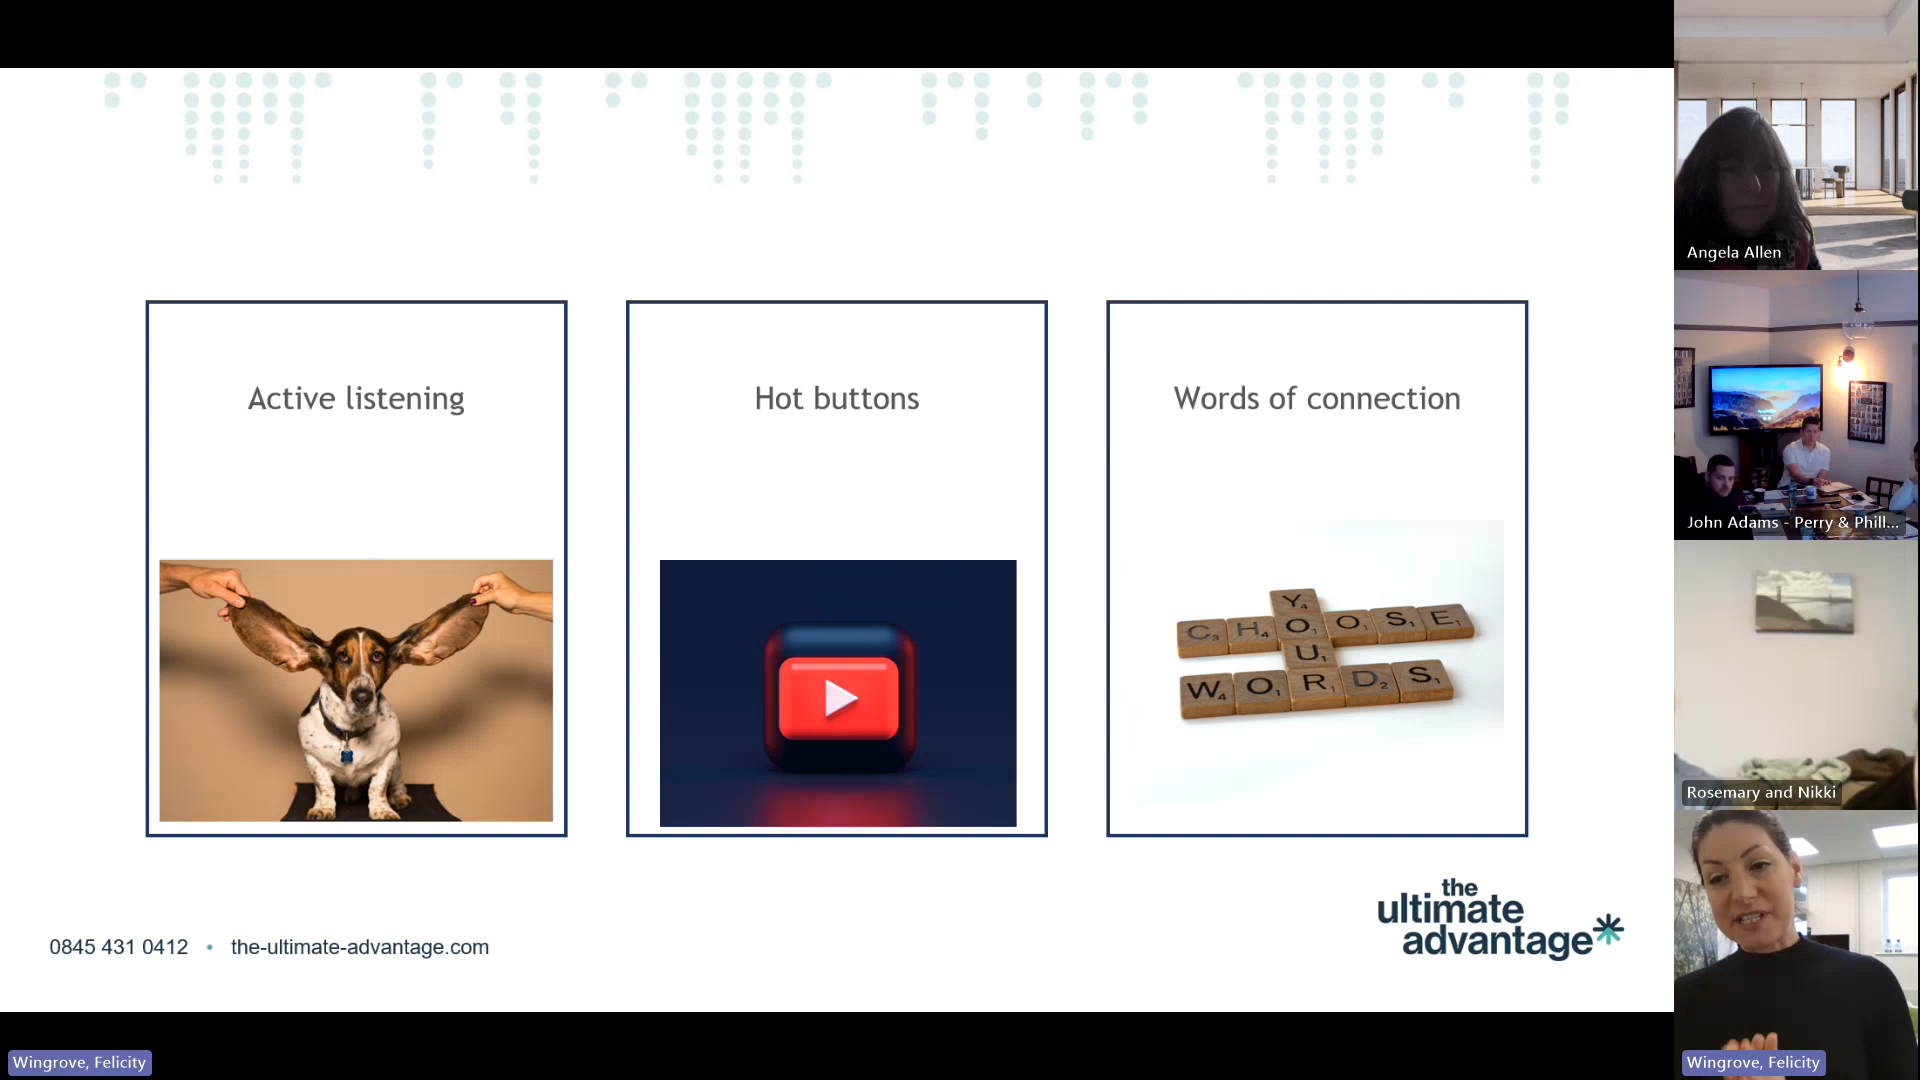 Active listening
Hot buttons
Words of connection
Y
CHOOSE
U
WORDS
the
ultimate
advantage
0845 431 0412 • the-ultimate-advantage.com
Wingrove, Felicity
Angela Allen
John Adams - Perry & Phill...
Rosemary and Nikki
Wingrove, Felicity